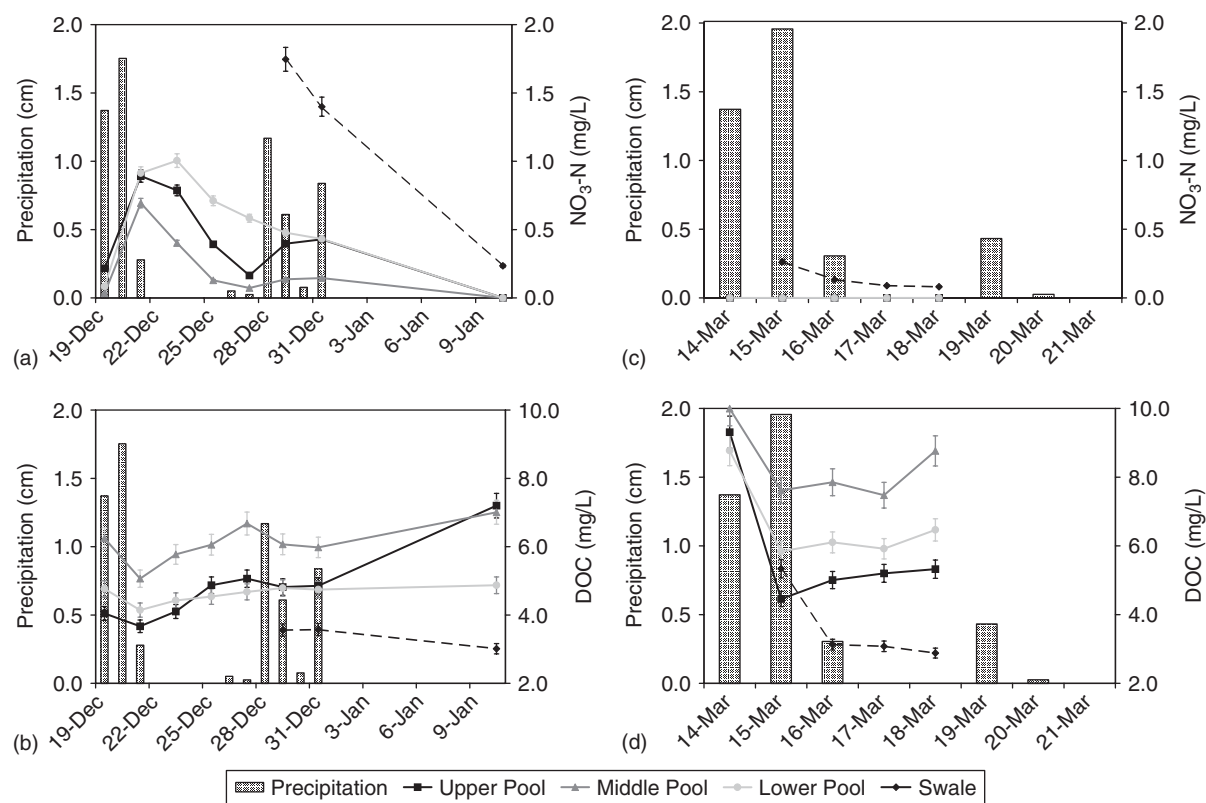 2.0
1.5
1.0
0.5
0.0
Precipitation (cm)
2.0
1.5
1.0
0.5
0.0
NO3-N (mg/L)
19-Dec
22-Dec
25-Dec
28-Dec
31-Dec
3-Jan
6-Jan
9-Jan
(a)
2.0
1.5
1.0
0.5
0.0
Precipitation (cm)
2.0
1.5
1.0
0.5
0.0
NO3-N (mg/L)
14-Mar
15-Mar
16-Mar
17-Mar
18-Mar
19-Mar
20-Mar
21-Mar
(c)
2.0
1.5
1.0
0.5
0.0
Precipitation (cm)
10.0
8.0
6.0
4.0
2.0
DOC (mg/L)
19-Dec
22-Dec
25-Dec
28-Dec
31-Dec
3-Jan
6-Jan
9-Jan
(b)
2.0
1.5
1.0
0.5
0.0
Precipitation (cm)
10.0
8.0
6.0
4.0
2.0
DOC (mg/L)
14-Mar
15-Mar
16-Mar
17-Mar
18-Mar
19-Mar
20-Mar
21-Mar
(d)
Precipitation Upper Pool Middle Pool Lower Pool Swale